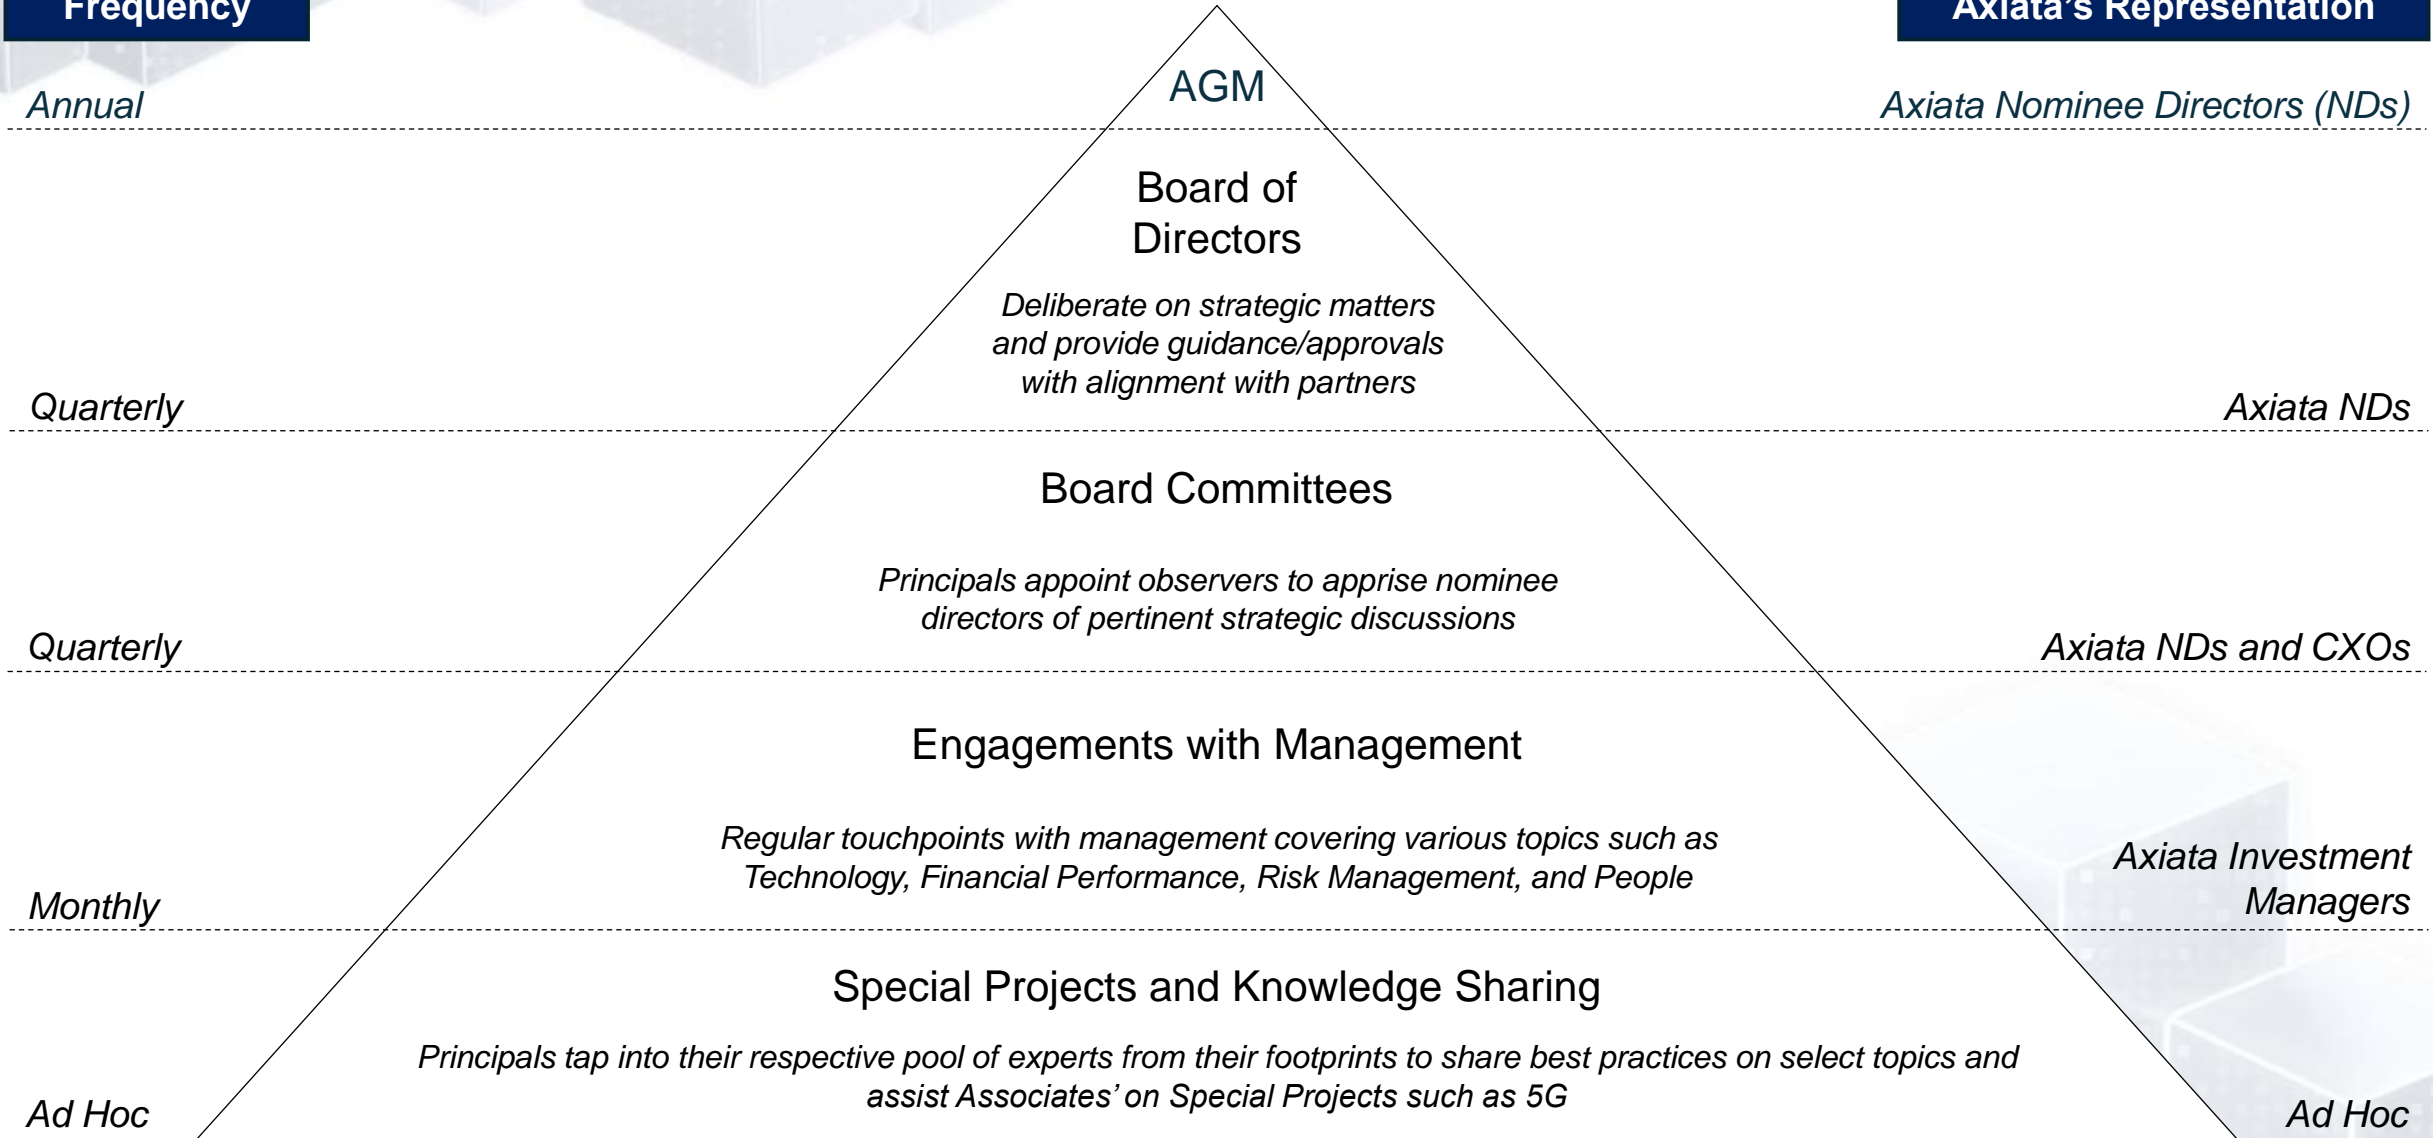 Frequency
Axiata's Representation
AGM
Annual
Axiata Nominee Directors (NDs)
Board of
Directors
Deliberate on strategic matters
and provide guidance/approvals
with alignment with partners
Quarterly
Axiata NDs
Board Committees
Principals appoint observers to apprise nominee
directors of pertinent strategic discussions
Quarterly
Axiata NDs and CXOs
Engagements with Management
Regular touchpoints with management covering various topics such as
Technology, Financial Performance, Risk Management, and People
Monthly
Axiata Investment
Managers
Special Projects and Knowledge Sharing
Principals tap into their respective pool of experts from their footprints to share best practices on select topics and
assist Associates' on Special Projects such as 5G
Ad Hoc
Ad Hoc